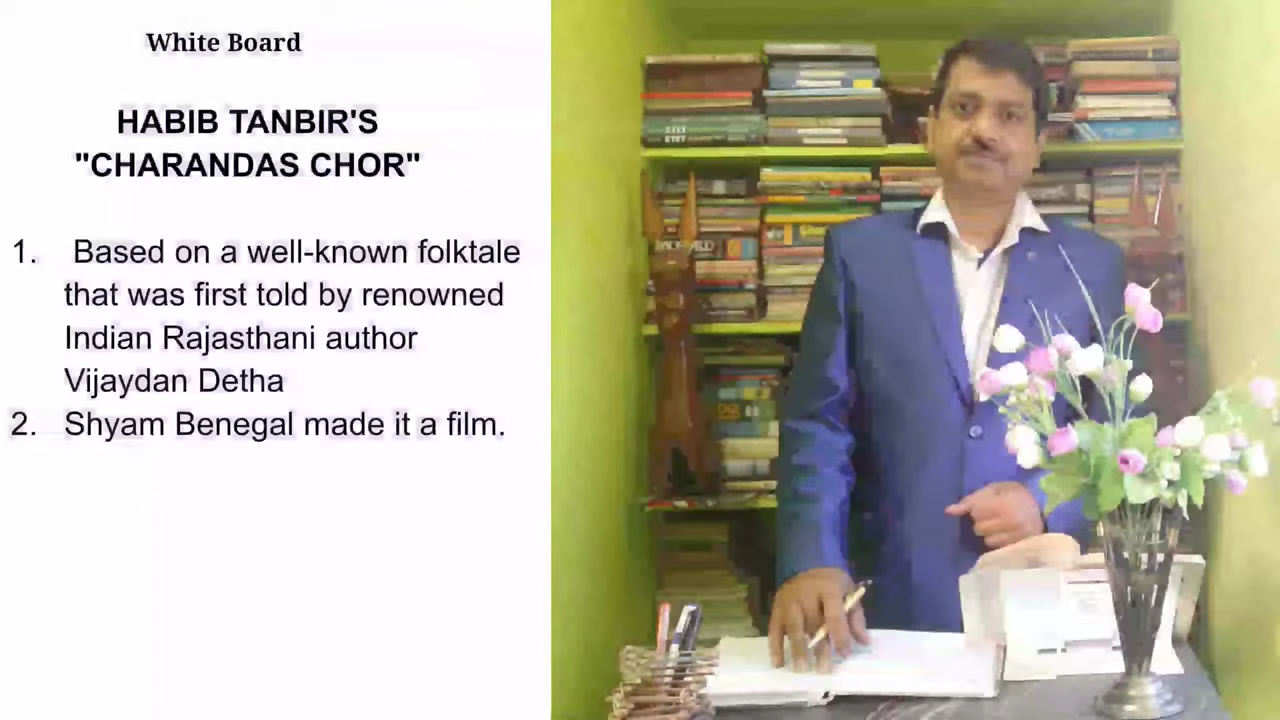 White Board
HABIB TANBIR'S
"CHARANDAS CHOR"
1. Based on a well-known folktale
that was first told by renowned
Indian Rajasthani author
Vijaydan Detha
2. Shyam Benegal made it a film.